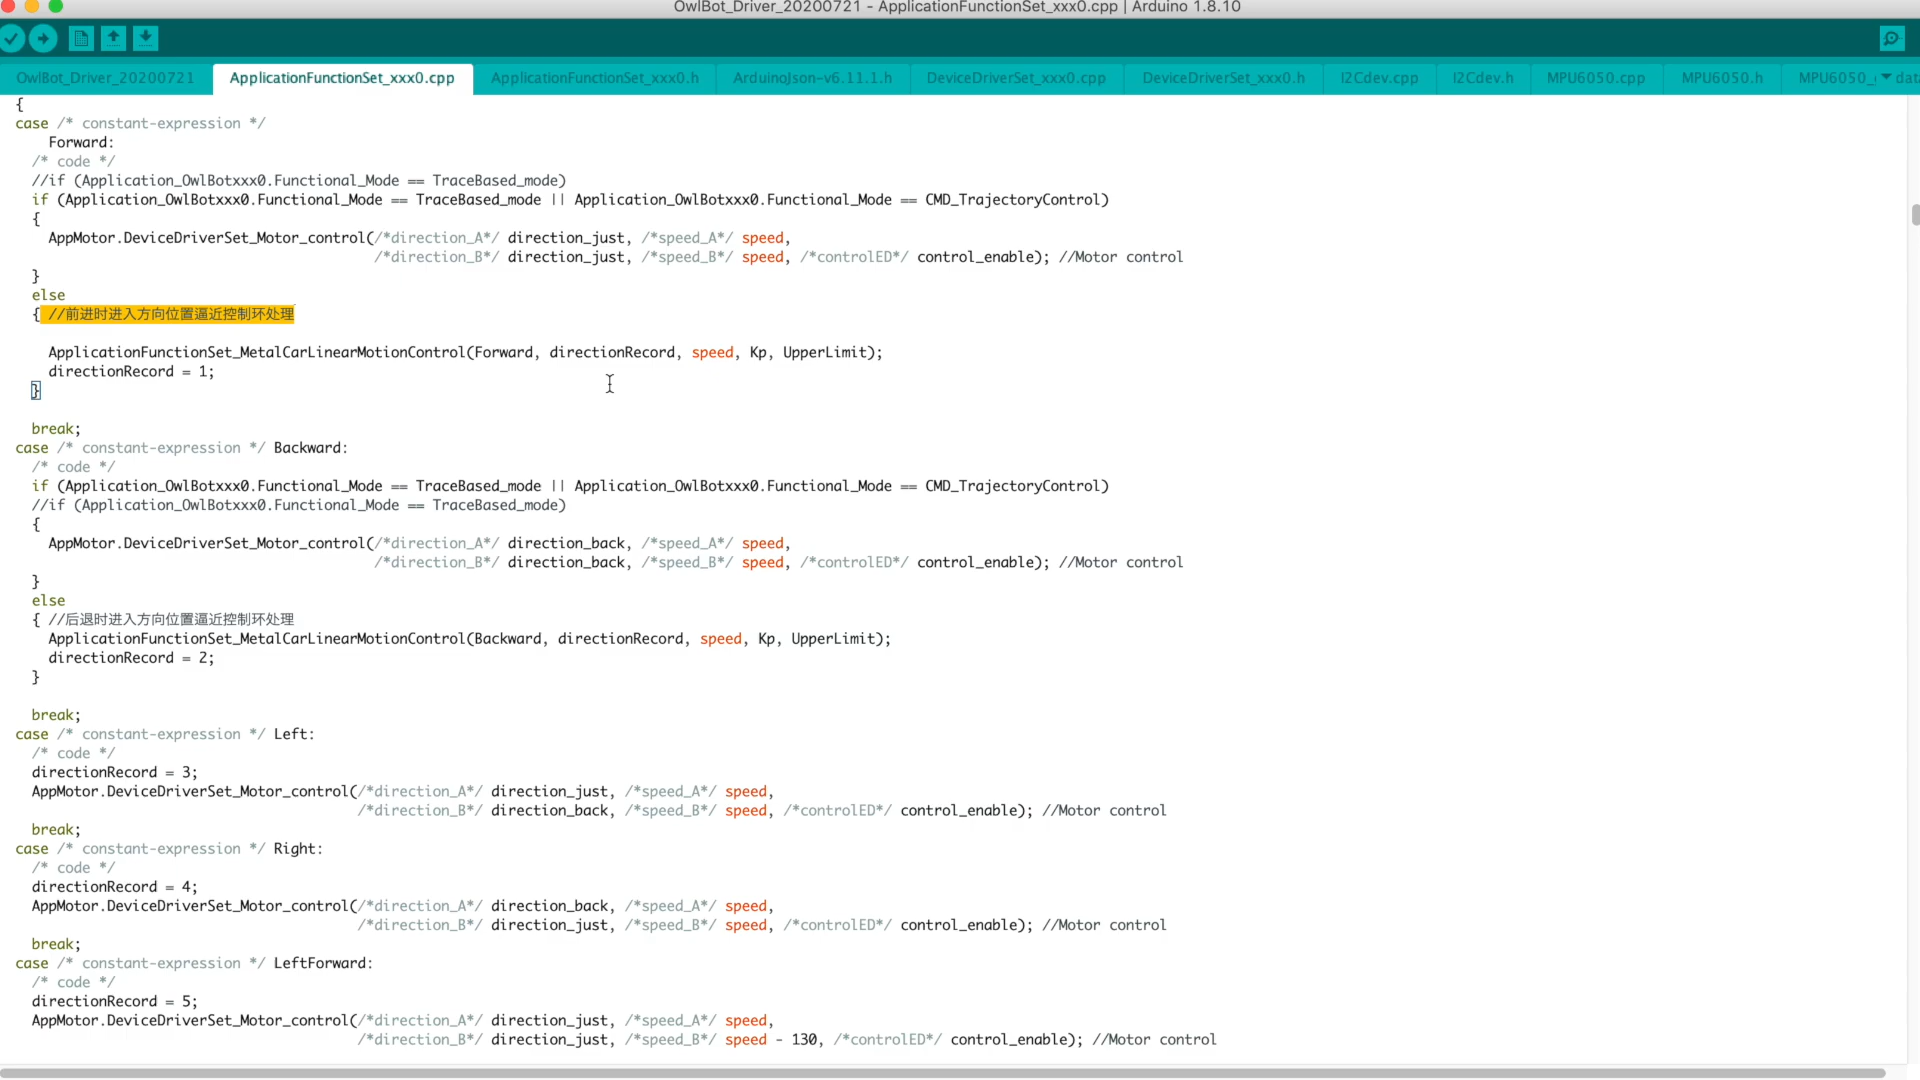 OwlBot_Driver_20200721 - ApplicationFunctionSet_xxx0.cpp | Arduino 1.8.10
OwlBot_Driver_20200721 ApplicationFunctionSet_xxx0.cpp ApplicationFunctionSet_xxx0.h ArduinoJson-v6.11.1.h DeviceDriverSet_xxx0.cpp DeviceDriverSet_xxx0.h I2Cdev.cpp I2Cdev.h MPU6050.cpp MPU6050.h MPU6050_ data
{
case /* constant-expression */
Forward:
/* code */
//if (Application_OwlBotxxx0.Functional_Mode == TraceBased_mode)
if (Application_OwlBotxxx0.Functional_Mode == TraceBased_mode || Application_OwlBotxxx0.Functional_Mode == CMD_TrajectoryControl)
{
AppMotor.DeviceDriverSet_Motor_control(/*direction_A*/ direction_just, /*speed_A*/ speed,
/*direction_B*/ direction_just, /*speed_B*/ speed, /*controlED*/ control_enable); //Motor control
}
else
{ //前进时进入方向位置逼近控制环处理
ApplicationFunctionSet_MetalCarLinearMotionControl(Forward, directionRecord, speed, Kp, UpperLimit);
directionRecord = 1;
}
break;
case /* constant-expression */ Backward:
/* code */
if (Application_OwlBotxxx0.Functional_Mode == TraceBased_mode || Application_OwlBotxxx0.Functional_Mode == CMD_TrajectoryControl)
//if (Application_OwlBotxxx0.Functional_Mode == TraceBased_mode)
{
AppMotor.DeviceDriverSet_Motor_control(/*direction_A*/ direction_back, /*speed_A*/ speed,
/*direction_B*/ direction_back, /*speed_B*/ speed, /*controlED*/ control_enable); //Motor control
}
else
{ //后退时进入方向位置逼近控制环处理
ApplicationFunctionSet_MetalCarLinearMotionControl(Backward, directionRecord, speed, Kp, UpperLimit);
directionRecord = 2;
}
break;
case /* constant-expression */ Left:
/* code */
directionRecord = 3;
AppMotor.DeviceDriverSet_Motor_control(/*direction_A*/ direction_just, /*speed_A*/ speed,
/*direction_B*/ direction_back, /*speed_B*/ speed, /*controlED*/ control_enable); //Motor control
break;
case /* constant-expression */ Right:
/* code */
directionRecord = 4;
AppMotor.DeviceDriverSet_Motor_control(/*direction_A*/ direction_back, /*speed_A*/ speed,
/*direction_B*/ direction_just, /*speed_B*/ speed, /*controlED*/ control_enable); //Motor control
break;
case /* constant-expression */ LeftForward:
/* code */
directionRecord = 5;
AppMotor.DeviceDriverSet_Motor_control(/*direction_A*/ direction_just, /*speed_A*/ speed,
/*direction_B*/ direction_just, /*speed_B*/ speed - 130, /*controlED*/ control_enable); //Motor control